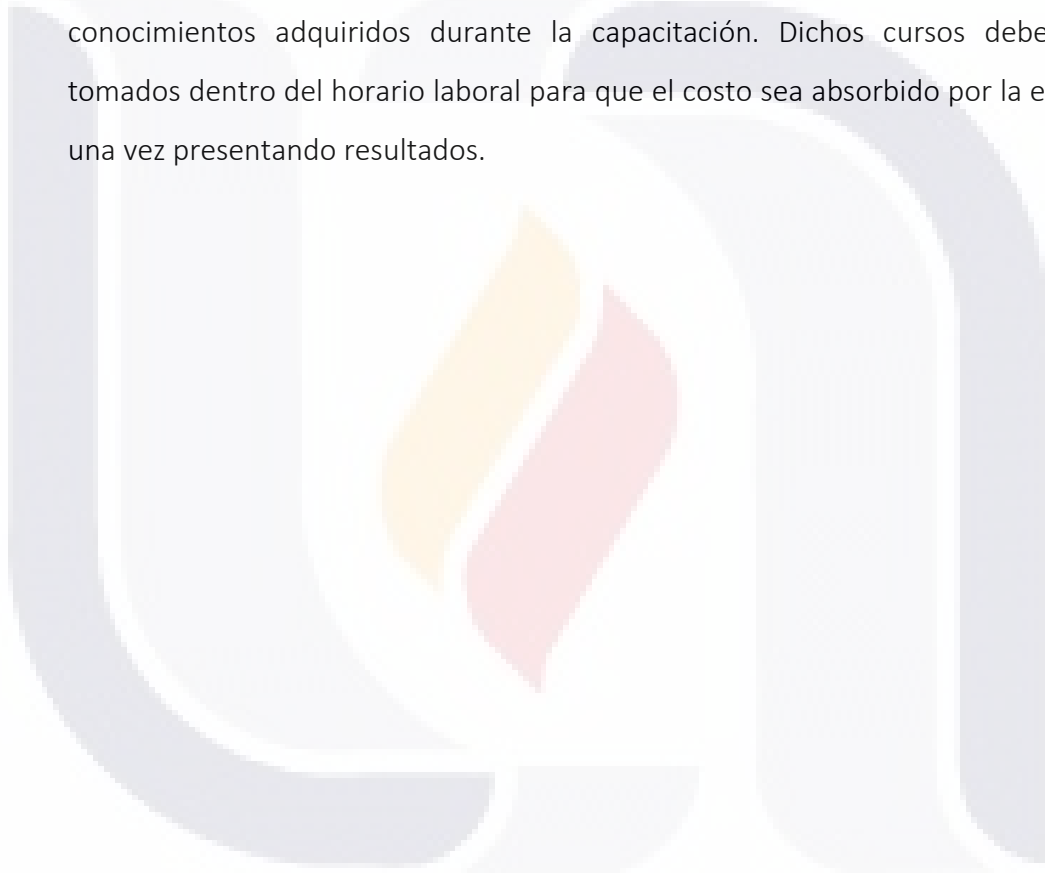 conocimientos adquiridos durante la capacitación. Dichos cursos debe
tomados dentro del horario laboral para que el costo sea absorbido por la e
una vez presentando resultados.